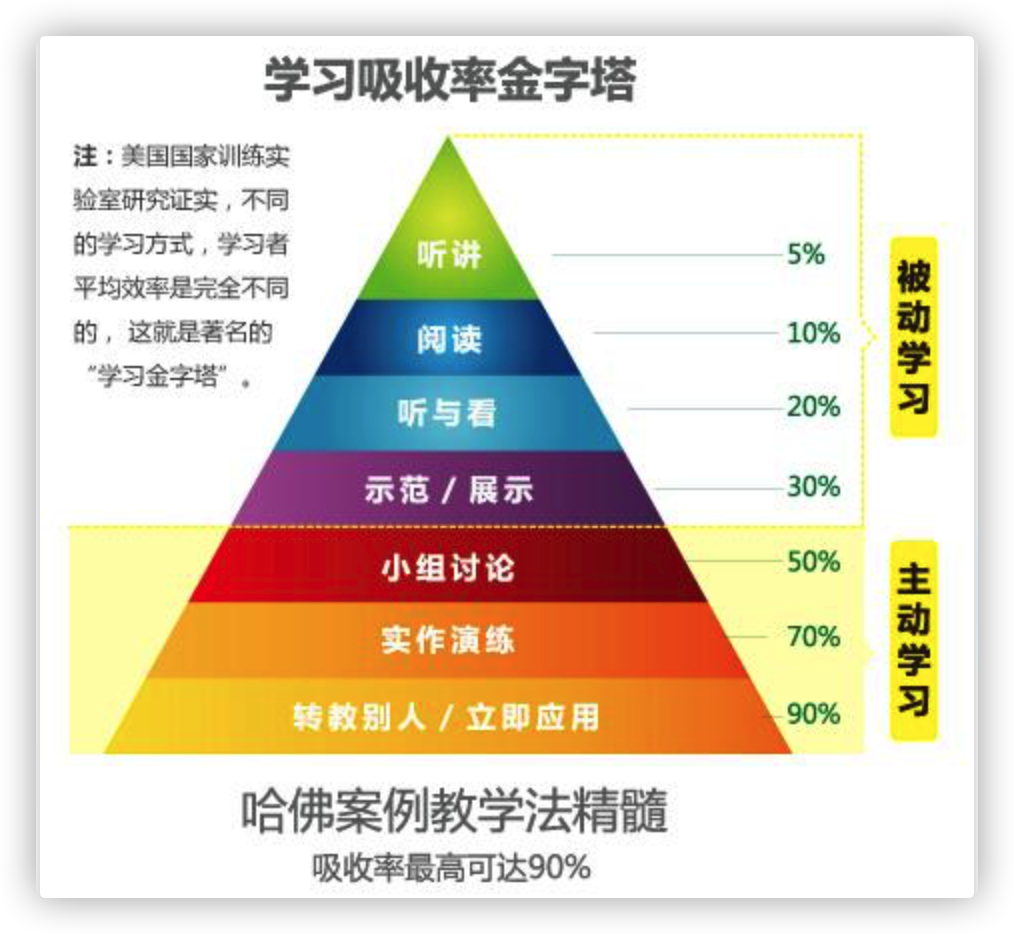 学习吸收率金字塔
注：美国国家训练实
验室研究证实，不同
的学习方式，学习者
平均效率是完全不同
的， 这就是著名的
“学习金字塔”。
听讲
5%
阅读
10%
听与看
20%
示范 / 展示
30%
被动学习
小组讨论
50%
实作演练
70%
转教别人 / 立即应用
90%
主动学习
哈佛案例教学法精髓
吸收率最高可达90%